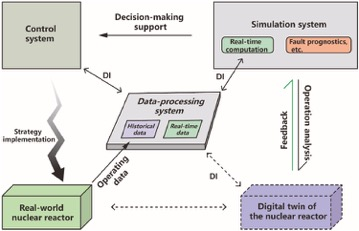 Decision-making
support
Control
system
Simulation system
Real-time
computation
Fault prognostics,
etc.
DI
DI
Data-processing
system
Historical
data
Real-time
data
Strategy
implementation
Operating
data
Feedback
Operation analysis
DI
Real-world
nuclear reactor
Digital twin of
the nuclear reactor